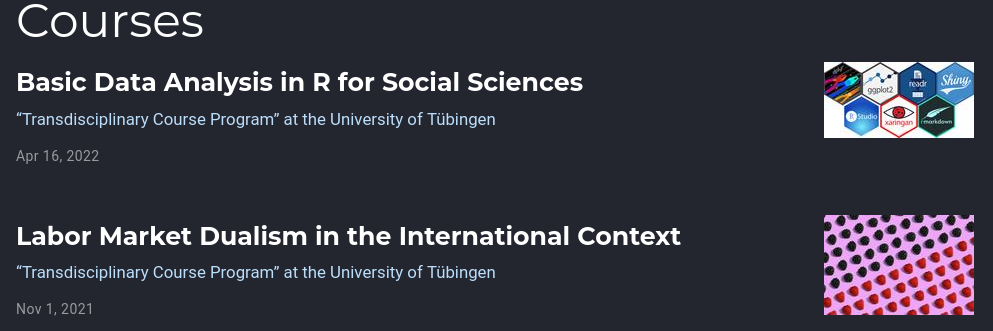 Courses
Basic Data Analysis in R for Social Sciences
“Transdisciplinary Course Program” at the University of Tübingen
Apr 16, 2022
ggplot2
readr
Shiny
R Studio
xaringan
rmarkdown
Labor Market Dualism in the International Context
“Transdisciplinary Course Program” at the University of Tübingen
Nov 1, 2021